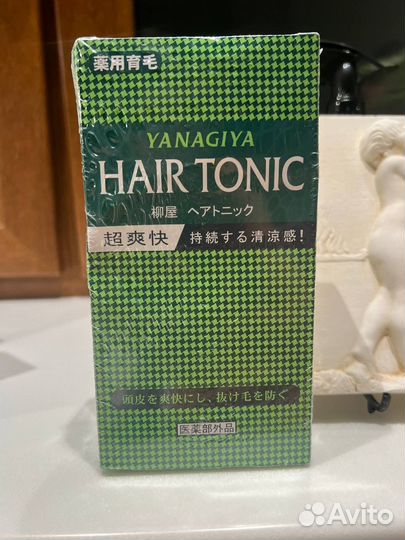 薬用育毛
YANAGIYA
HAIR TONIC
柳屋 ヘアトニック
超爽快 持続する清涼感!
頭皮を爽快にし、抜け毛を防ぐ
医薬部外品
Avito